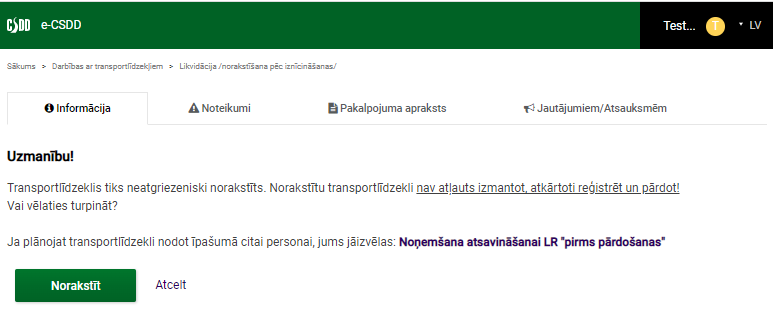 CSDD e-CSDD Test... T LV
Sākums > Darbības ar transportlīdzekļiem > Likvidācija /norakstīšana pēc iznīcināšanas/
Informācija Noteikumi Pakalpojuma apraksts Jautājumiem/Atsauksmēm
Uzmanību!
Transportlīdzeklis tiks neatgriezeniski norakstīts. Norakstītu transportlīdzekli nav atļauts izmantot, atkārtoti reģistrēt un pārdot!
Vai vēlaties turpināt?
Ja plānojat transportlīdzekli nodot īpašumā citai personai, jums jāizvēlas: Noņemšana atsavināšanai LR "pirms pārdošanas"
Norakstīt Atcelt